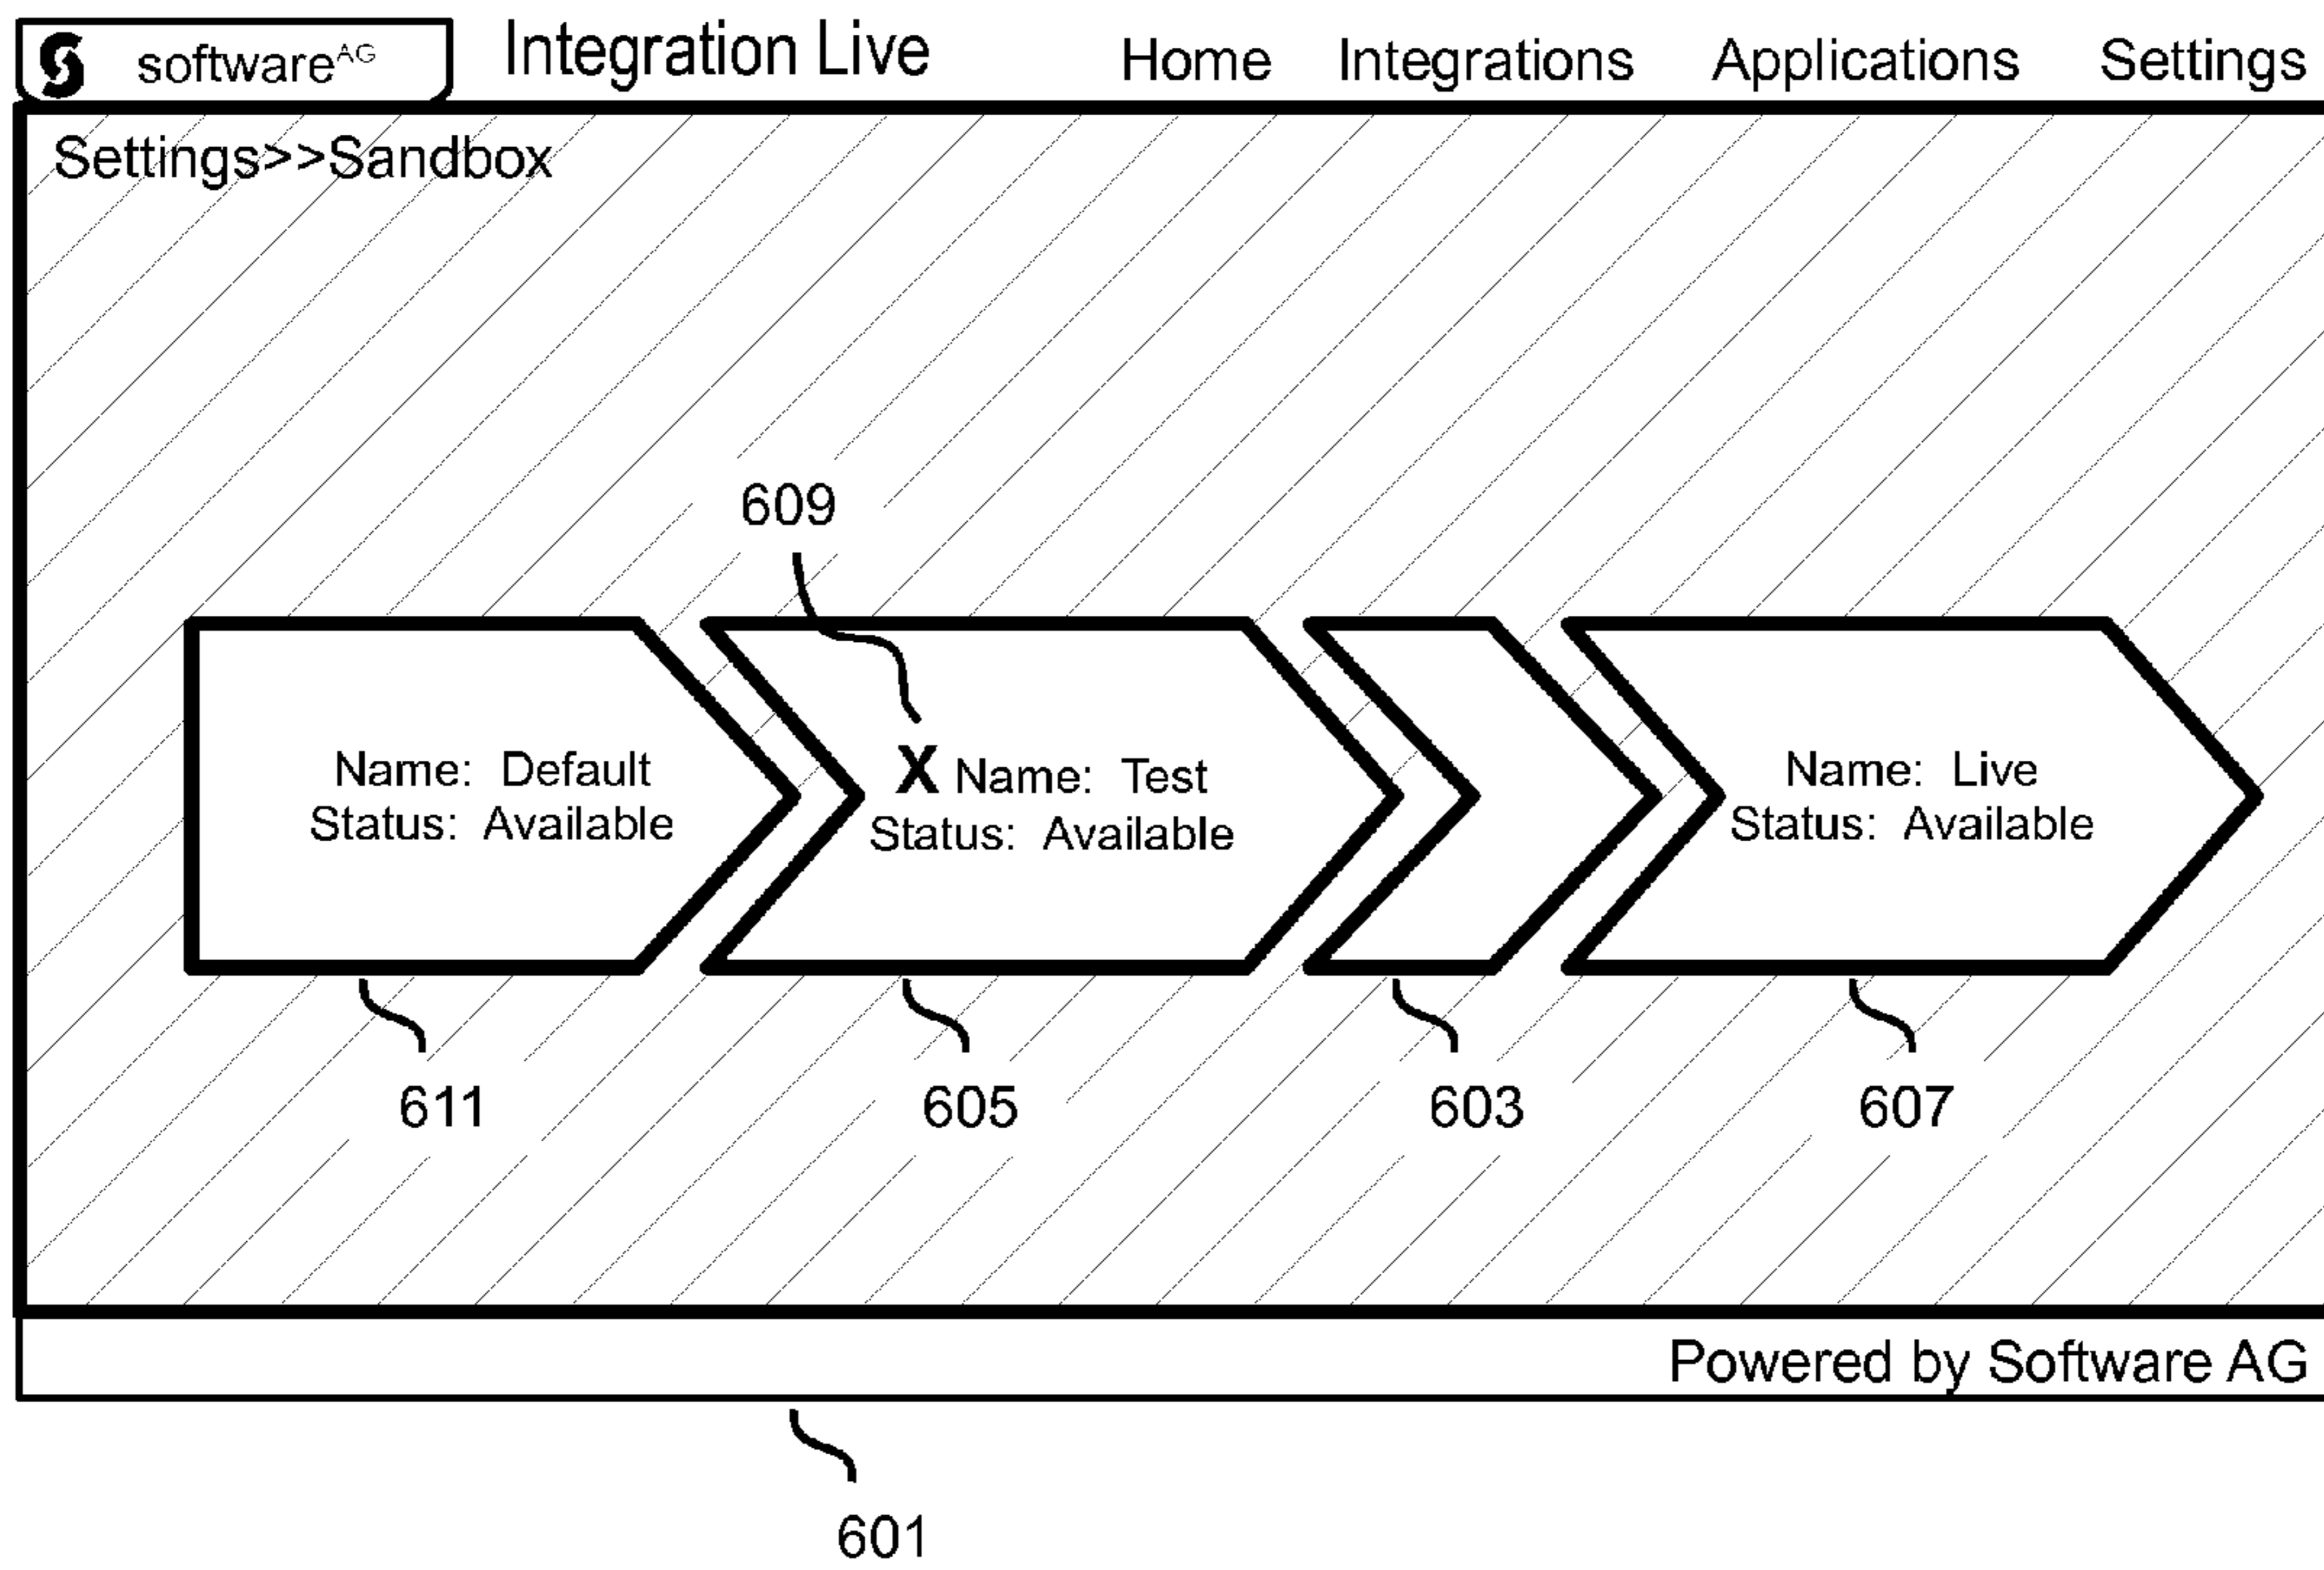 software AG Integration Live Home Integrations Applications Settings
Settings>>Sandbox
609
Name: Default
Status: Available
X Name: Test
Status: Available
Name: Live
Status: Available
611 605 603 607
Powered by Software AG
601